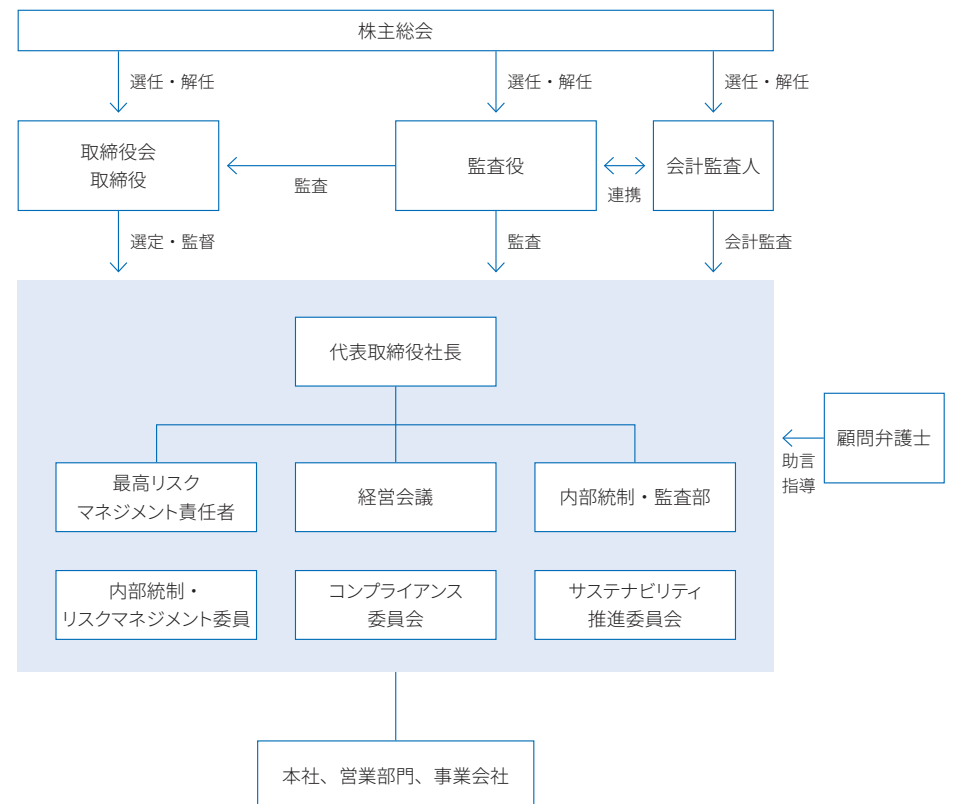 株主総会
選任・解任
選任・解任
選任・解任
取締役会
取締役
監査
監査役
連携
会計監査人
選定・監督
監査
会計監査
代表取締役社長
最高リスク
マネジメント責任者
経営会議
内部統制・監査部
内部統制・
リスクマネジメント委員
コンプライアンス
委員会
サステナビリティ
推進委員会
顧問弁護士
助言
指導
本社、営業部門、事業会社